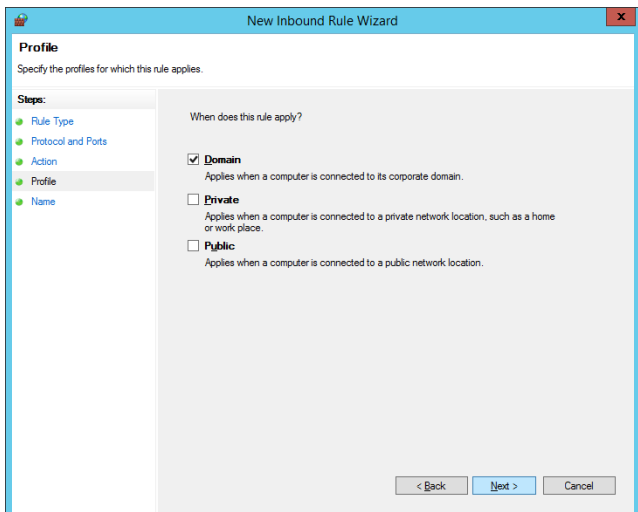 New Inbound Rule Wizard
x
Profile
Specify the profiles for which this rule applies.
Steps:
Rule Type
Protocol and Ports
Action
Profile
Name
When does this rule apply?
Domain
Applies when a computer is connected to its corporate domain.
Private
Applies when a computer is connected to a private network location, such as a home
or work place.
Public
Applies when a computer is connected to a public network location.
< Back
Next >
Cancel